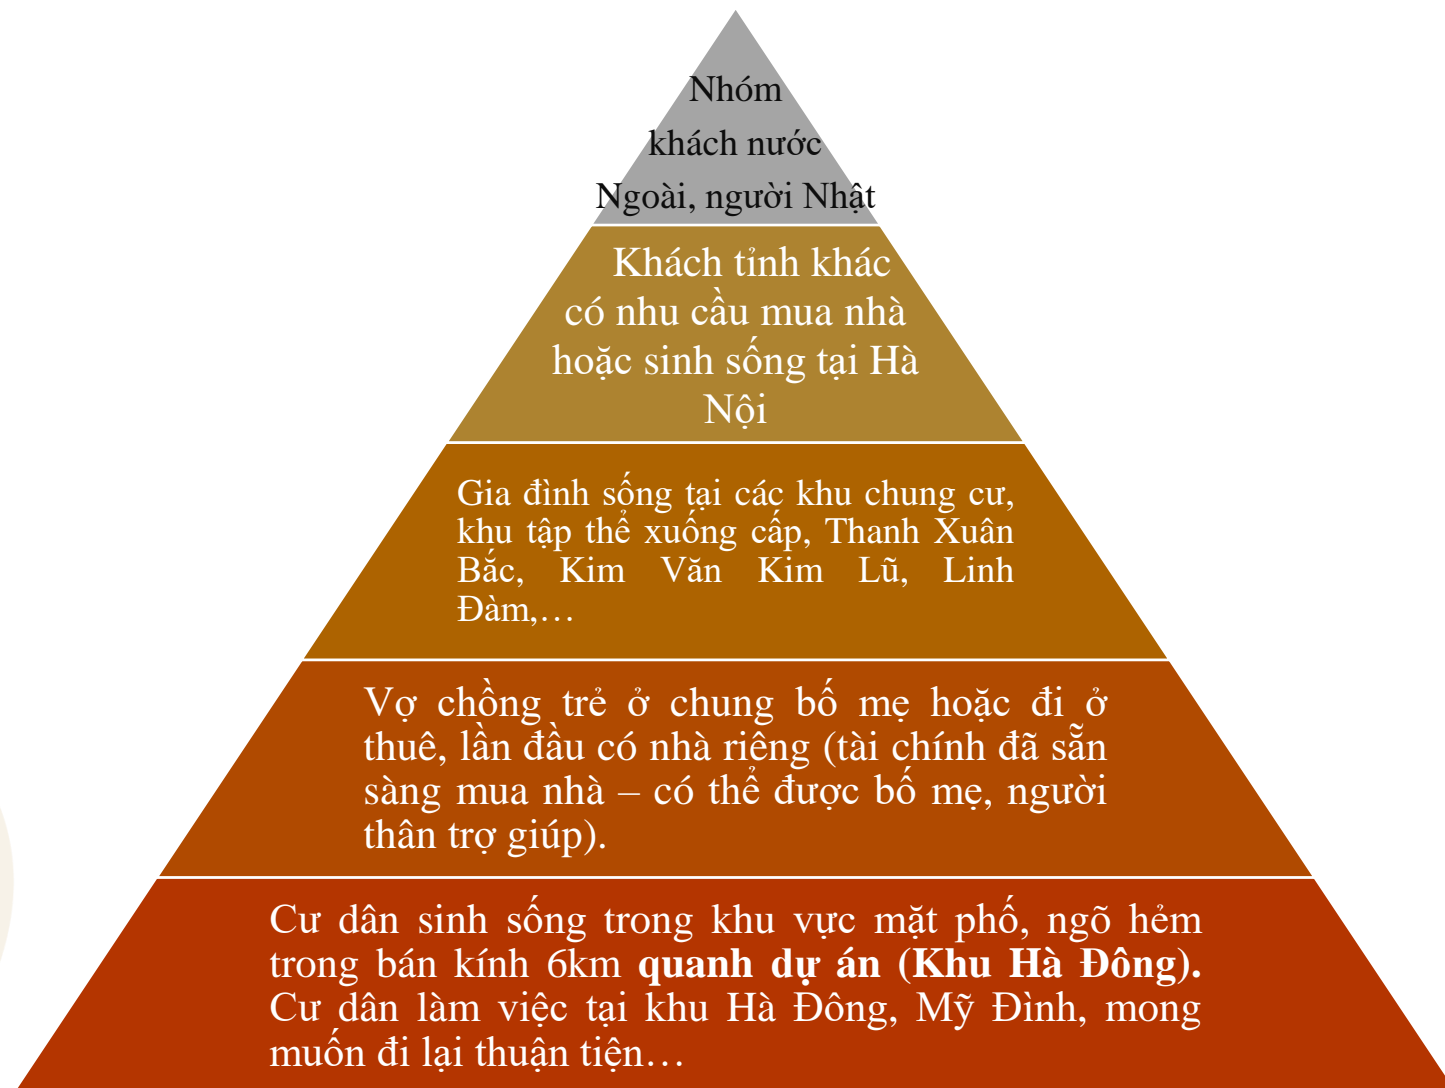 Nhóm
khách nước
Ngoài, người Nhật
Khách tỉnh khác
có nhu cầu mua nhà
hoặc sinh sống tại Hà
Nội
Gia đình sống tại các khu chung cư,
khu tập thể xuống cấp, Thanh Xuân
Bắc, Kim Văn Kim Lũ, Linh
Đàm,…
Vợ chồng trẻ ở chung bố mẹ hoặc đi ở
thuê, lần đầu có nhà riêng (tài chính đã sẵn
sàng mua nhà – có thể được bố mẹ, người
thân trợ giúp).
Cư dân sinh sống trong khu vực mặt phố, ngõ hẻm
trong bán kính 6km quanh dự án (Khu Hà Đông).
Cư dân làm việc tại khu Hà Đông, Mỹ Đình, mong
muốn đi lại thuận tiện…